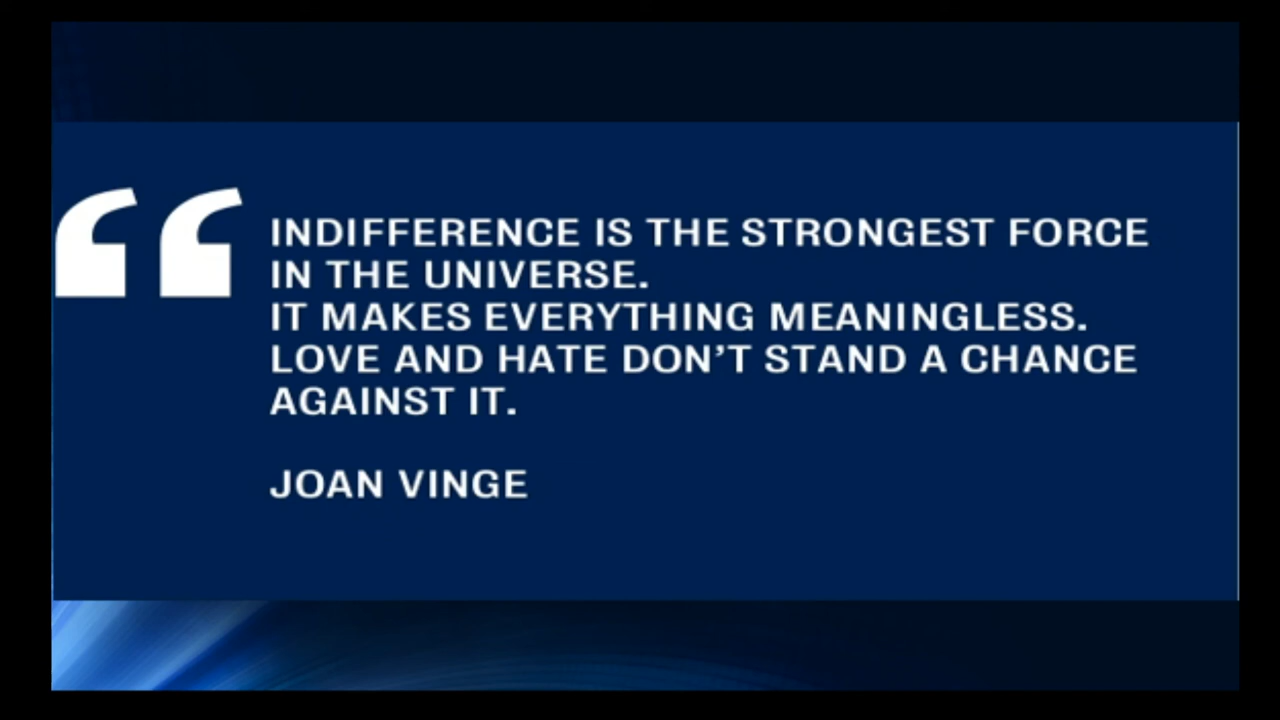 “
INDIFFERENCE IS THE STRONGEST FORCE
IN THE UNIVERSE.
IT MAKES EVERYTHING MEANINGLESS.
LOVE AND HATE DON’T STAND A CHANCE
AGAINST IT.
JOAN VINGE